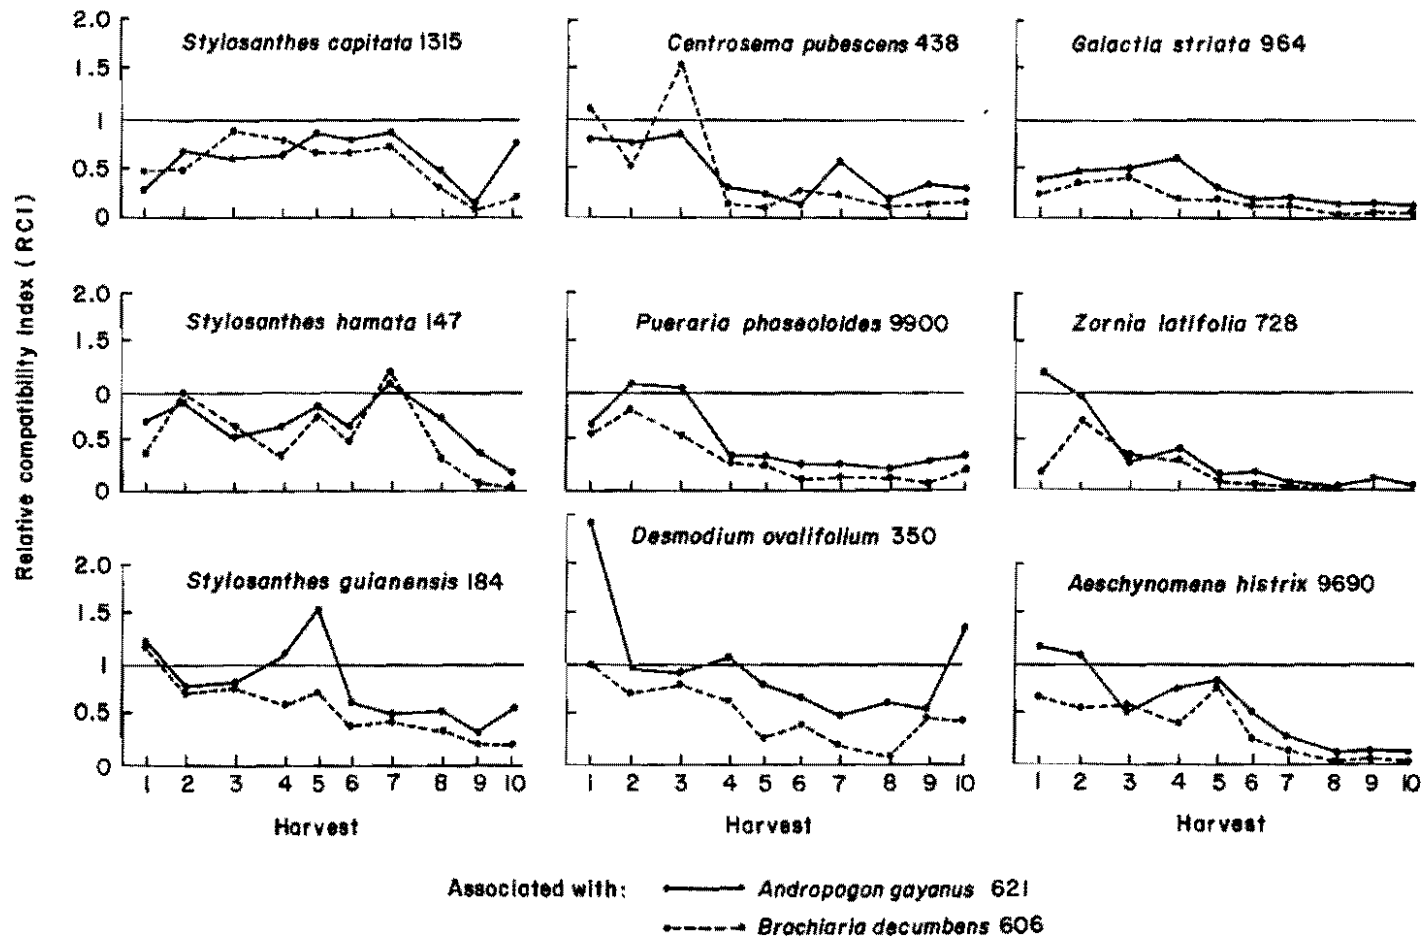 Relative compatibility index (RCI)
Stylosanthes capitata 1315
2.0
1.5
1
0.5
0
Centrosema pubescens 438
Galactia striata 964
Stylosanthes hamata 147
2.0
1.5
0
0.5
0
Pueraria phaseoloides 9900
Zornia latifolia 728
Stylosanthes guianensis 184
2.0
1.5
1
0.5
0
1 2 3 4 5 6 7 8 9 10
Harvest
Desmodium ovalifolium 350
1 2 3 4 5 6 7 8 9 10
Harvest
Aeschynomene histrix 9690
1 2 3 4 5 6 7 8 9 10
Harvest
Associated with: Andropogon gayanus 621
Brachiaria decumbens 606